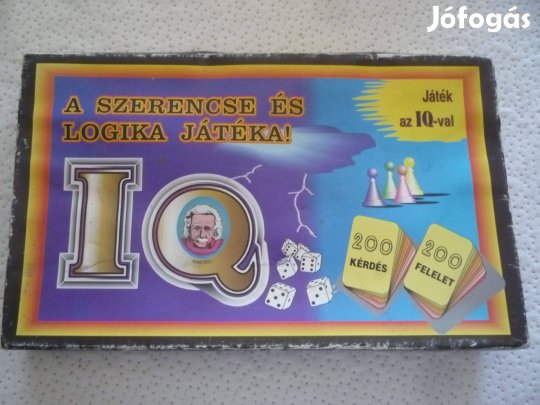 Jófogás
A SZERENCSE ÉS
LOGIKA JÁTÉKA!
Játék
az IQ-val
IQ
200
KÉRDÉS
200
FELELET